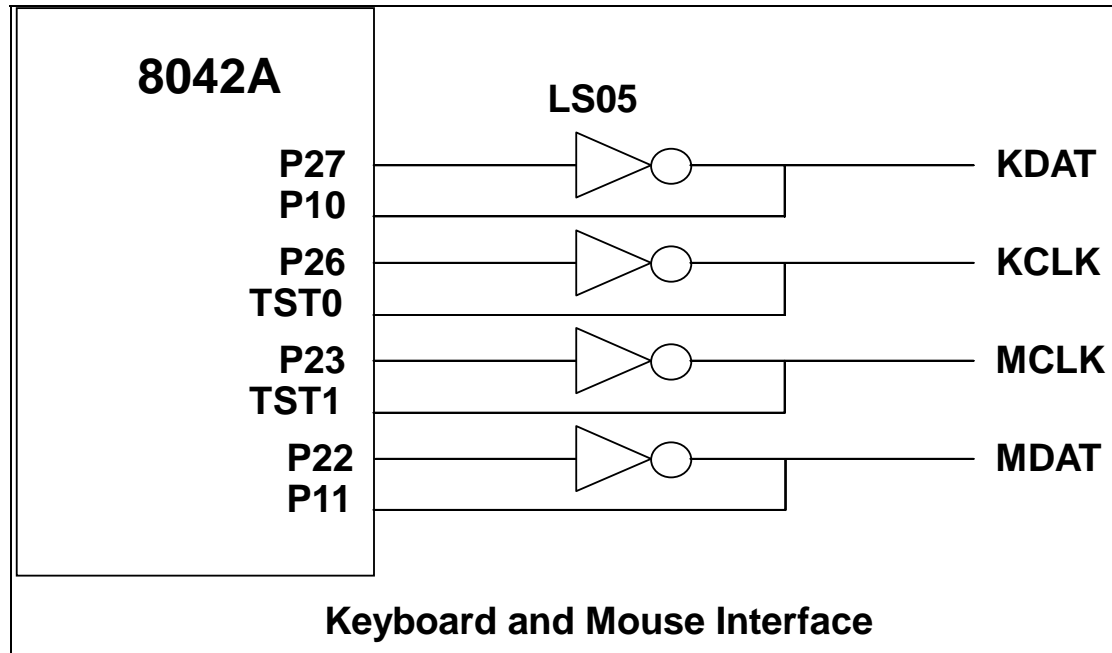 8042A
LS05
P27
KDAT
P10
P26
KCLK
TST0
P23
MCLK
TST1
P22
MDAT
P11
Keyboard and Mouse Interface